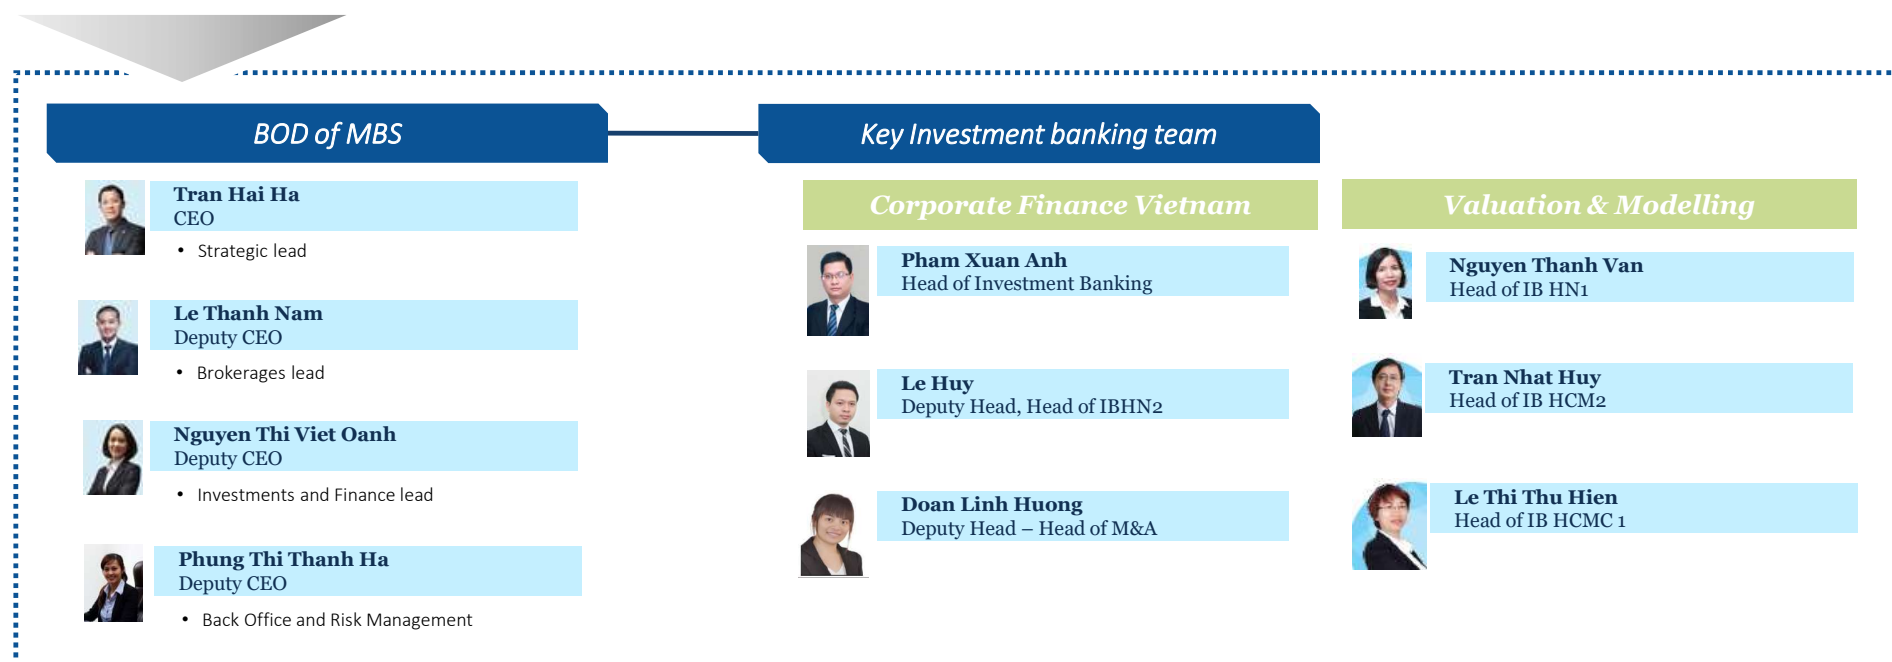 BOD of MBS
Tran Hai Ha
CEO
• Strategic lead
Le Thanh Nam
Deputy CEO
• Brokerages lead
Nguyen Thi Viet Oanh
Deputy CEO
• Investments and Finance lead
Phung Thi Thanh Ha
Deputy CEO
• Back Office and Risk Management
Key Investment banking team
Corporate Finance Vietnam
Pham Xuan Anh
Head of Investment Banking
Le Huy
Deputy Head, Head of IBHN2
Doan Linh Huong
Deputy Head – Head of M&A
Valuation & Modelling
Nguyen Thanh Van
Head of IB HN1
Tran Nhat Huy
Head of IB HCM2
Le Thi Thu Hien
Head of IB HCMC 1